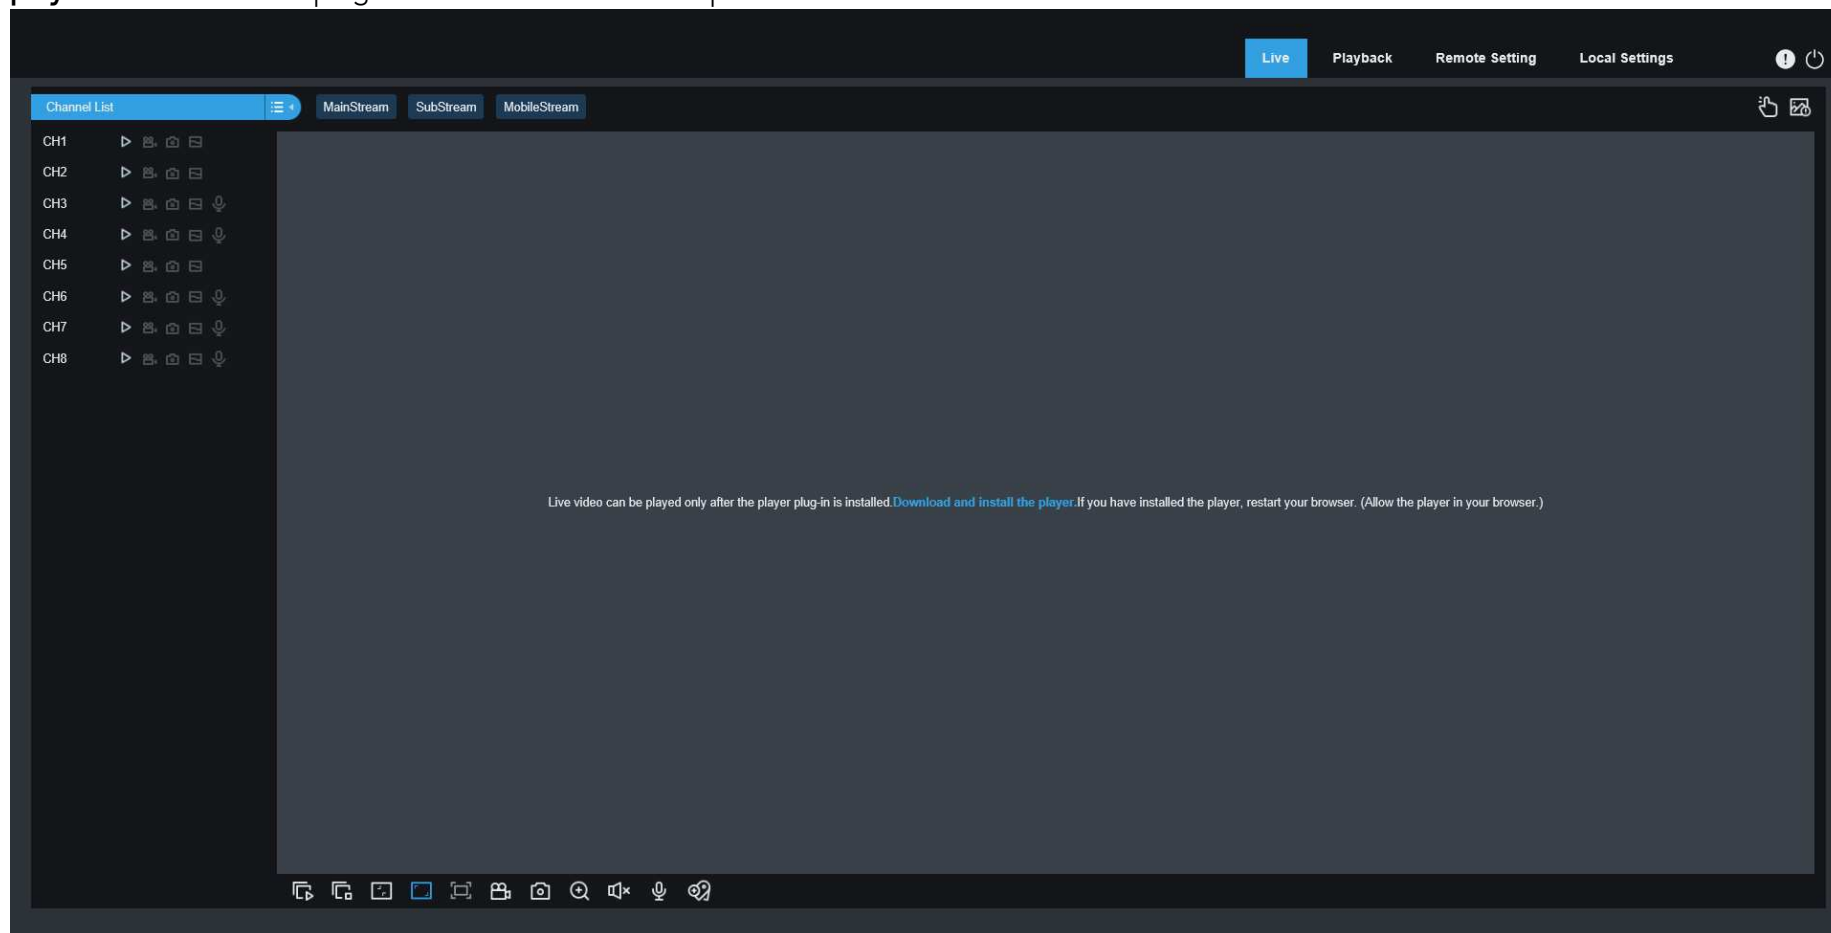 Live Playback Remote Setting Local Settings
Channel List MainStream SubStream MobileStream
CH1
CH2
CH3
CH4
CH5
CH6
CH7
CH8
Live video can be played only after the player plug-in is installed.Download and install the player.If you have installed the player, restart your browser. (Allow the player in your browser.)